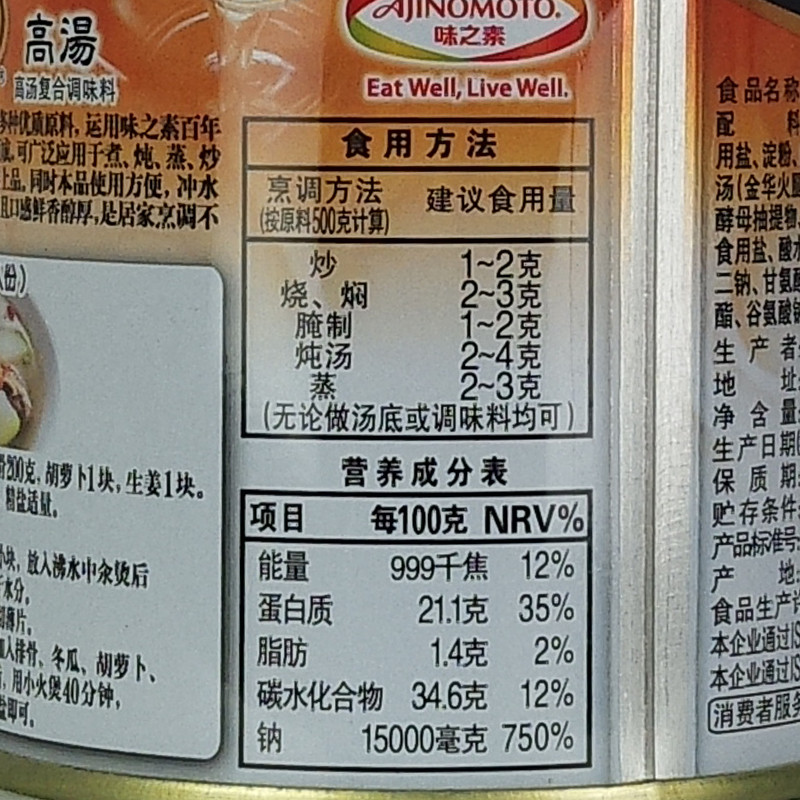 高湯
高汤复合调味料
多种优质原料，运用味之素百年
可广泛应用于煮、炖、蒸、炒
上品，同时本品使用方便，冲水
且口感鲜香醇厚，是居家烹调不
人份）
200克，胡萝卜1块，生姜1块。
精盐适量。
小块，放入沸水中汆烫后
水分。
薄片。
加入排骨、冬瓜、胡萝卜、
用小火煲40分钟，
即可。
AJINOMOTO®
味之素
Eat Well, Live Well.
食用方法
烹调方法 建议食用量
(按原料500克计算)
炒 1~2克
烧、焖 2~3克
腌制 1~2克
炖汤 2~4克
蒸 2~3克
（无论做汤底或调味料均可）
营养成分表
项目 每100克 NRV%
能量 999千焦 12%
蛋白质 21.1克 35%
脂肪 1.4克 2%
碳水化合物 34.6克 12%
钠 15000毫克 750%
食品名称
配 料
用盐、淀粉、
汤(金华火腿
酵母抽提物、
食用盐、酸水
二钠、甘氨酸
酯、谷氨酸钠
生产者:
地 址:
净含量:
生产日期
保质期:
贮存条件:
产品标准号:
产 地:
食品生产许
本企业通过IS
本企业通过IS
消费者服务